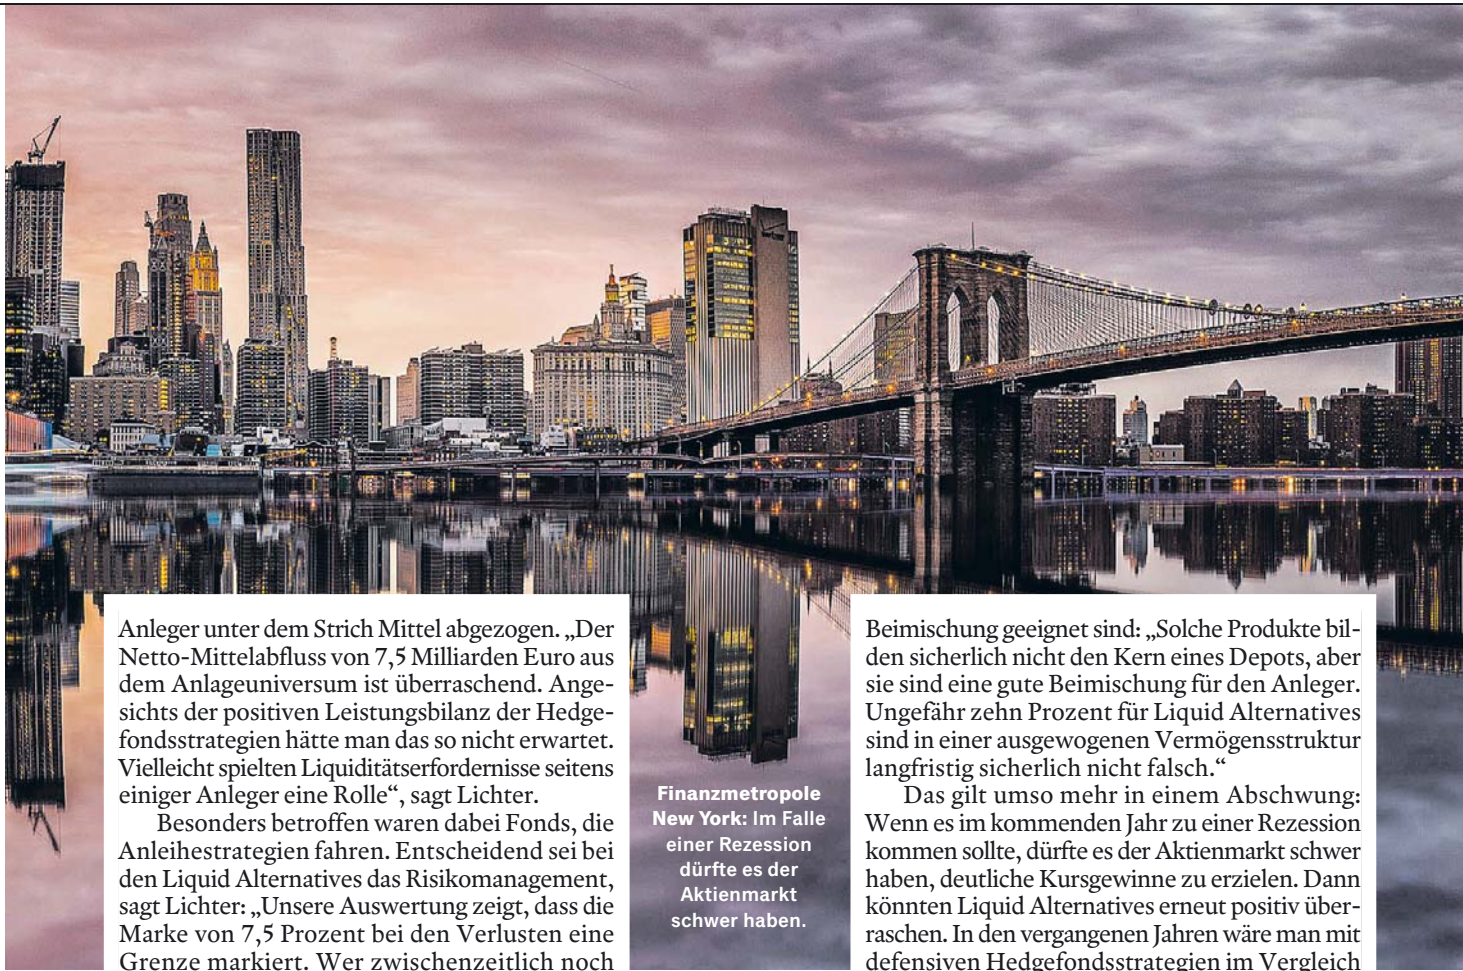 Anleger unter dem Strich Mittel abgezogen. „Der
Netto-Mittelabfluss von 7,5 Milliarden Euro aus
dem Anlageuniversum ist überraschend. Ange-
sichts der positiven Leistungsbilanz der Hedge-
fondsstrategien hätte man das so nicht erwartet.
Vielleicht spielten Liquiditätserfordernisse seitens
einiger Anleger eine Rolle“, sagt Lichter.
Besonders betroffen waren dabei Fonds, die
Anleihestrategien fahren. Entscheidend sei bei
den Liquid Alternatives das Risikomanagement,
sagt Lichter: „Unsere Auswertung zeigt, dass die
Marke von 7,5 Prozent bei den Verlusten eine
Grenze markiert. Wer zwischenzeitlich noch
Finanzmetropole
New York: Im Falle
einer Rezession
dürfte es der
Aktienmarkt
schwer haben.
Beimischung geeignet sind: „Solche Produkte bil-
den sicherlich nicht den Kern eines Depots, aber
sie sind eine gute Beimischung für den Anleger.
Ungefähr zehn Prozent für Liquid Alternatives
sind in einer ausgewogenen Vermögensstruktur
langfristig sicherlich nicht falsch.“
Das gilt umso mehr in einem Abschwung:
Wenn es im kommenden Jahr zu einer Rezession
kommen sollte, dürfte es der Aktienmarkt schwer
haben, deutliche Kursgewinne zu erzielen. Dann
könnten Liquid Alternatives erneut positiv über-
raschen. In den vergangenen Jahren wäre man mit
defensiven Hedgefondsstrategien im Vergleich